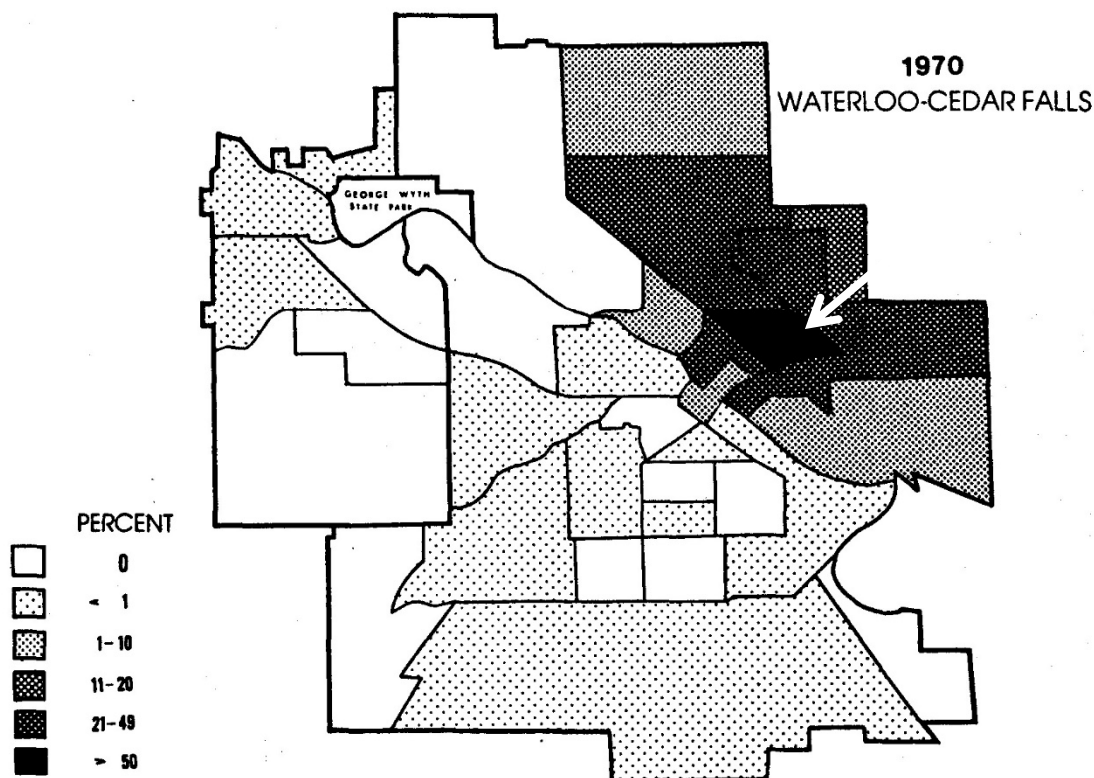 1970
WATERLOO-CEDAR FALLS
GEORGE WYTH
STATE PARK
PERCENT
0
< 1
1-10
11-20
21-49
> 50